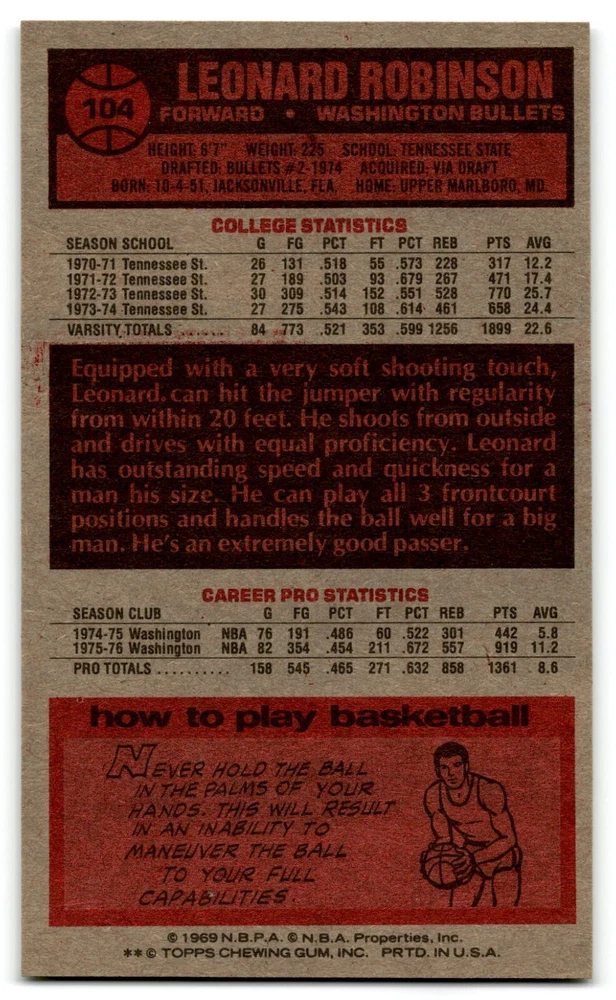 104
LEONARD ROBINSON
FORWARD • WASHINGTON BULLETS
HEIGHT: 6'7" WEIGHT: 225 SCHOOL: TENNESSEE STATE
DRAFTED: BULLETS #2-1974 ACQUIRED: VIA DRAFT
BORN: 10-4-51, JACKSONVILLE, FLA. HOME: UPPER MARLBORO, MD.
COLLEGE STATISTICS
SEASON SCHOOL G FG PCT FT PCT REB PTS AVG
1970-71 Tennessee St. 26 131 .518 55 .573 228 317 12.2
1971-72 Tennessee St. 27 189 .503 93 .679 267 471 17.4
1972-73 Tennessee St. 30 309 .514 152 .551 528 770 25.7
1973-74 Tennessee St. 27 275 .543 108 .614 461 658 24.4
VARSITY TOTALS ...... 84 773 .521 353 .599 1256 1899 22.6
Equipped with a very soft shooting touch,
Leonard can hit the jumper with regularity
from within 20 feet. He shoots from outside
and drives with equal proficiency. Leonard
has outstanding speed and quickness for a
man his size. He can play all 3 frontcourt
positions and handles the ball well for a big
man. He's an extremely good passer.
CAREER PRO STATISTICS
SEASON CLUB G FG PCT FT PCT REB PTS AVG
1974-75 Washington NBA 76 191 .486 60 .522 301 442 5.8
1975-76 Washington NBA 82 354 .454 211 .672 557 919 11.2
PRO TOTALS .......... 158 545 .465 271 .632 858 1361 8.6
how to play basketball
NEVER HOLD THE BALL
IN THE PALMS OF YOUR
HANDS. THIS WILL RESULT
IN AN INABILITY TO
MANEUVER THE BALL
TO YOUR FULL
CAPABILITIES.
© 1969 N.B.P.A. © N.B.A. Properties, Inc.
** © TOPPS CHEWING GUM, INC. PRTD. IN U.S.A.